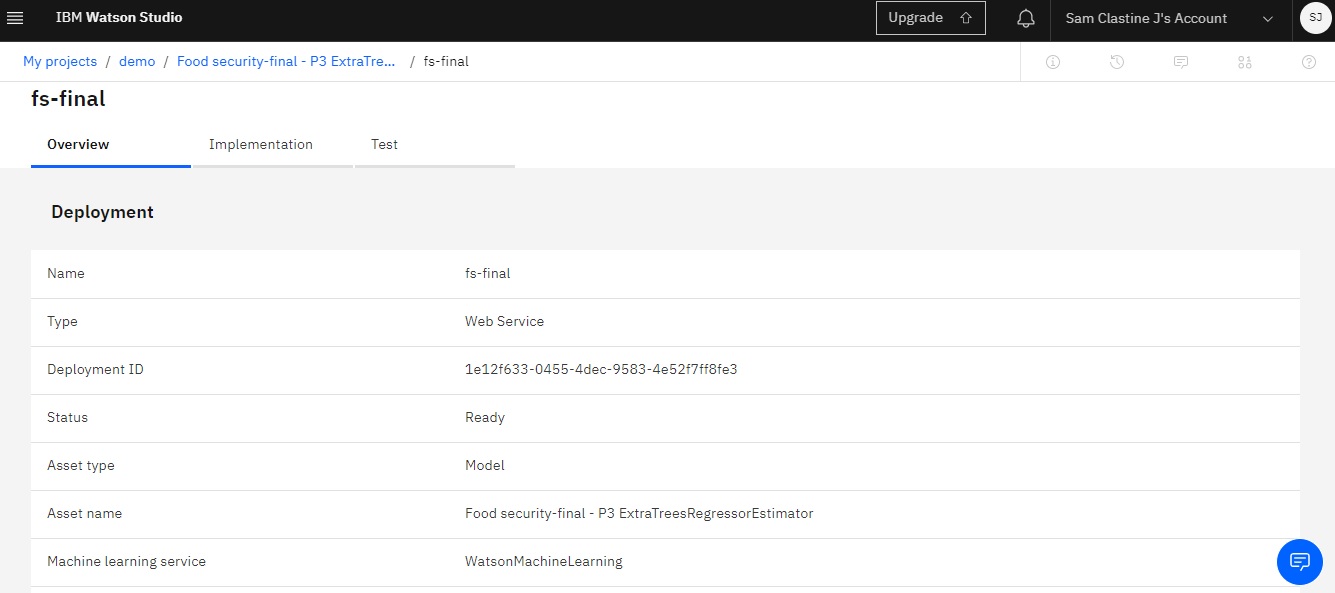 IBM Watson Studio
Upgrade
Sam Clastine J's Account
SJ
My projects / demo / Food security-final - P3 ExtraTre... / fs-final
fs-final
Overview Implementation Test
Deployment
Name fs-final
Type Web Service
Deployment ID 1e12f633-0455-4dec-9583-4e52f7ff8fe3
Status Ready
Asset type Model
Asset name Food security-final - P3 ExtraTreesRegressorEstimator
Machine learning service WatsonMachineLearning